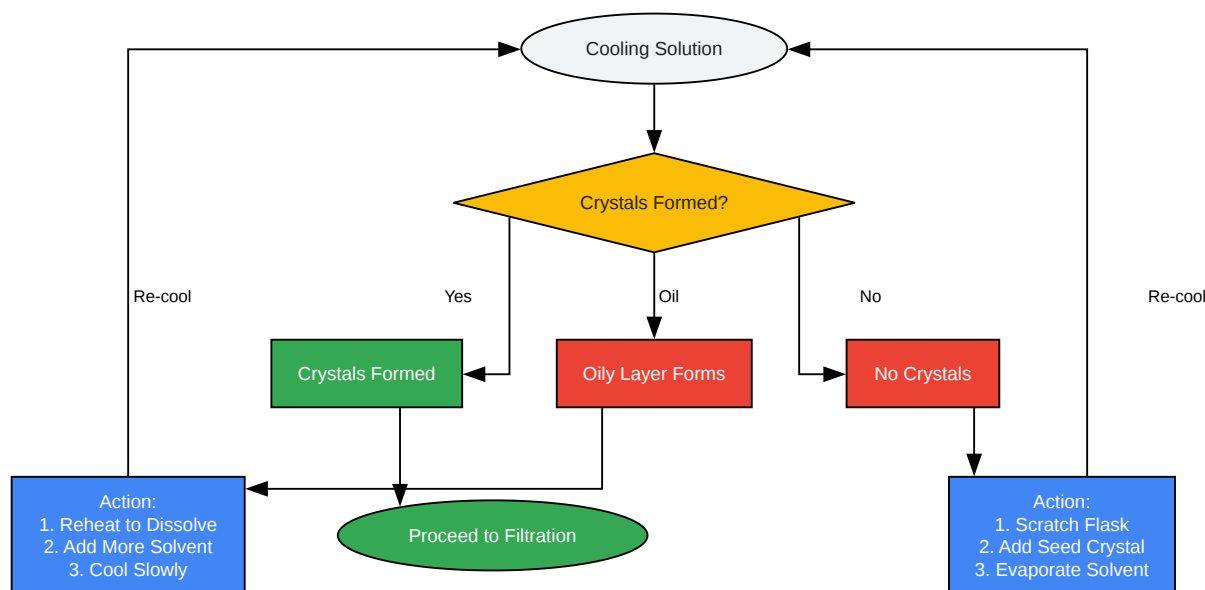 Cooling Solution
Crystals Formed?
Re-cool
Yes
Oil
No
Re-cool
Crystals Formed
Oily Layer Forms
No Crystals
Action:
1. Reheat to Dissolve
2. Add More Solvent
3. Cool Slowly
Proceed to Filtration
Action:
1. Scratch Flask
2. Add Seed Crystal
3. Evaporate Solvent